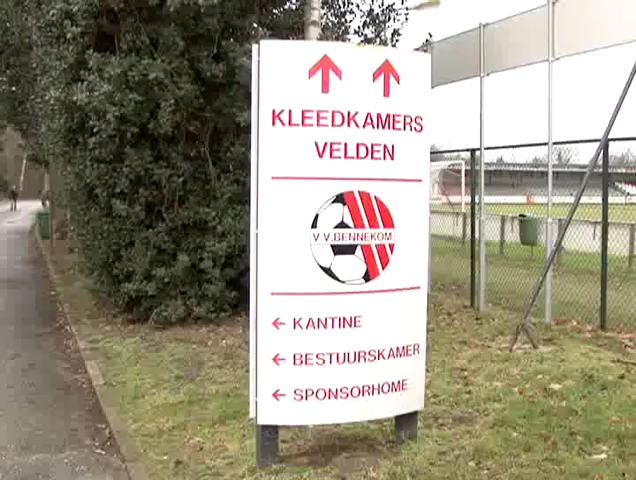 KLEEDKAMERS
VELDEN
V.V. BENNEKOM
← KANTINE
← BESTUURSKAMER
← SPONSORHOME